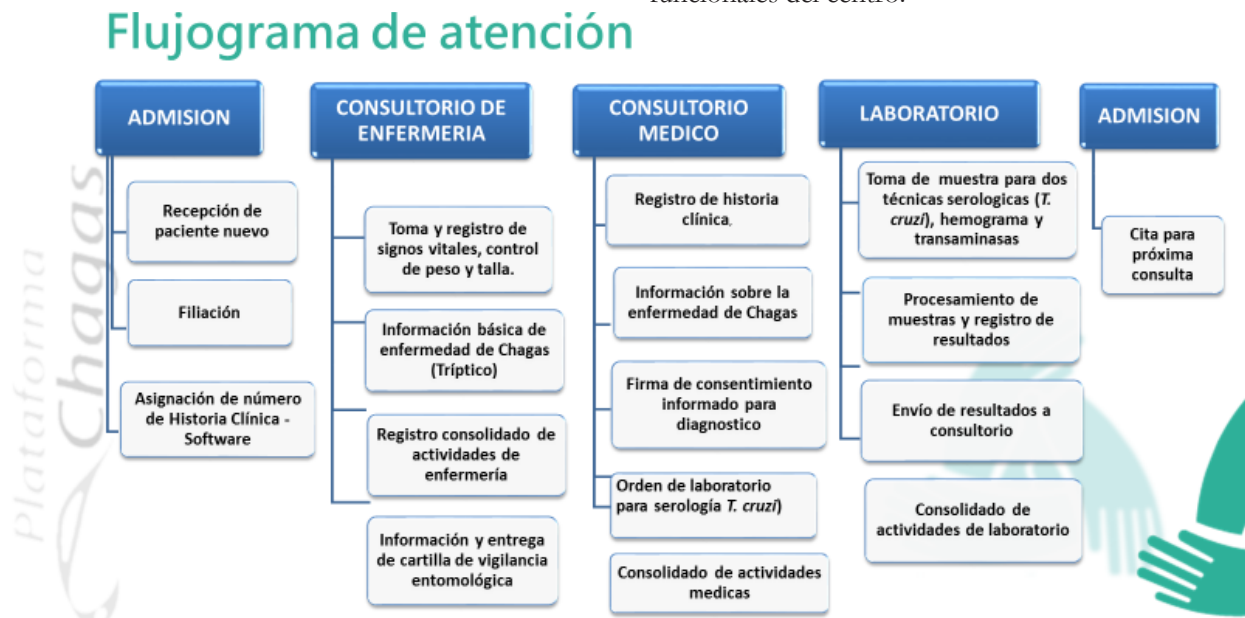 funcionales del centro.
Flujograma de atención
ADMISION
Recepción de
paciente nuevo
Filiación
Asignación de número
de Historia Clínica -
Software
CONSULTORIO DE
ENFERMERIA
Toma y registro de
signos vitales, control
de peso y talla.
Información básica de
enfermedad de Chagas
(Tríptico)
Registro consolidado de
actividades de
enfermería
Información y entrega
de cartilla de vigilancia
entomológica
CONSULTORIO
MEDICO
Registro de historia
clínica,
Información sobre la
enfermedad de Chagas
Firma de consentimiento
informado para
diagnostico
Orden de laboratorio
para serología T. cruzi)
Consolidado de actividades
medicas
LABORATORIO
Toma de muestra para dos
técnicas serologicas (T.
cruzi), hemograma y
transaminasas
Procesamiento de
muestras y registro de
resultados
Envío de resultados a
consultorio
Consolidado de
actividades de laboratorio
ADMISION
Cita para
próxima
consulta
Plataforma
Chagas